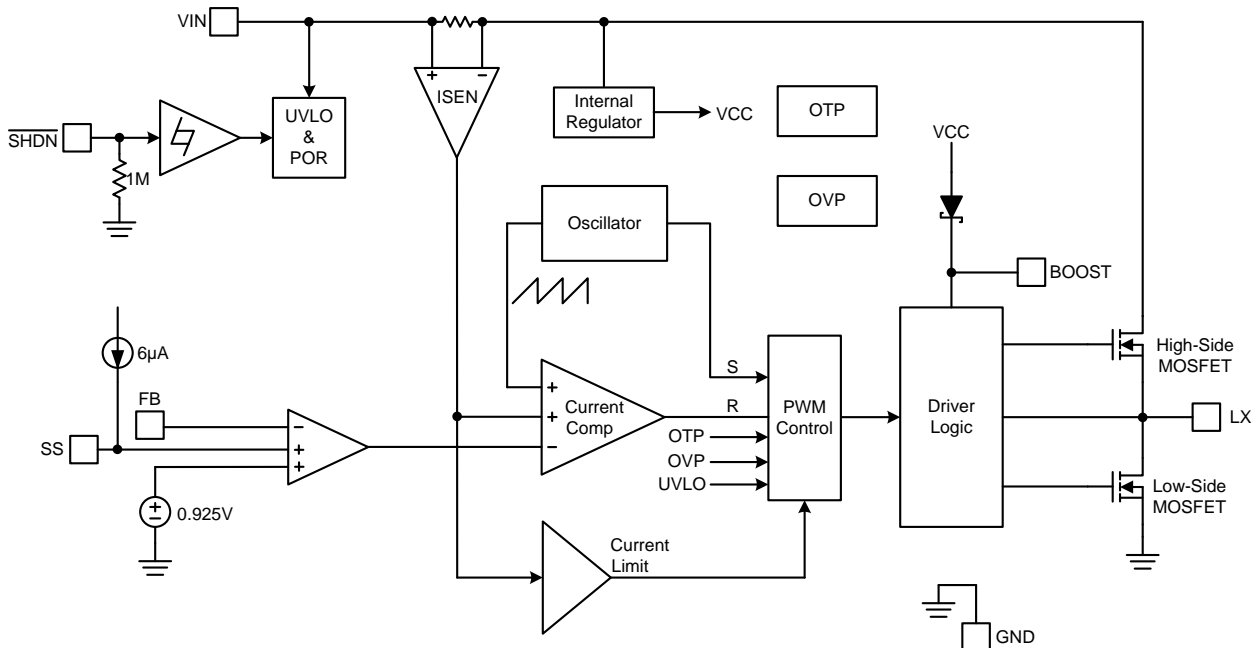 VIN
+ −
ISEN
UVLO
&
POR
Internal
Regulator
VCC
OTP
SHDN
1M
VCC
OVP
Oscillator
BOOST
6µA
High-Side
MOSFET
FB
S
+
Current
Comp
+
−
R
PWM
Control
Driver
Logic
LX
SS
−
+
+
OTP
OVP
UVLO
Low-Side
MOSFET
+
−
0.925V
Current
Limit
GND